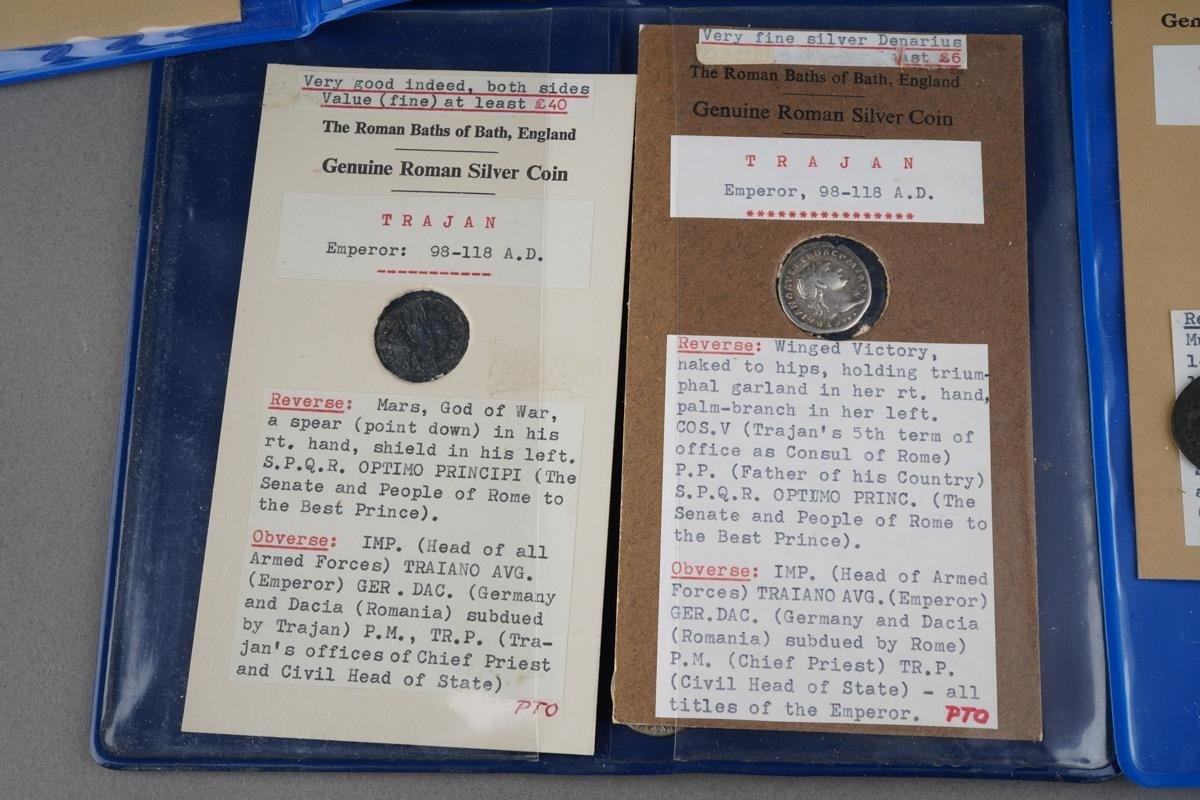 Very good indeed, both sides
Value (fine) at least £40
The Roman Baths of Bath, England
Genuine Roman Silver Coin
TRAJAN
Emperor: 98-118 A.D.
-----------
Reverse: Mars, God of War,
a spear (point down) in his
rt. hand, shield in his left.
S.P.Q.R. OPTIMO PRINCIPI (The
Senate and People of Rome to
the Best Prince).
Obverse: IMP. (Head of all
Armed Forces) TRAIANO AVG.
(Emperor) GER. DAC. (Germany
and Dacia (Romania) subdued
by Trajan) P.M., TR.P. (Tra-
jan's offices of Chief Priest
and Civil Head of State)
PTO
Very fine silver Denarius
£6
The Roman Baths of Bath, England
Genuine Roman Silver Coin
TRAJAN
Emperor, 98-118 A.D.
****************
Reverse: Winged Victory,
naked to hips, holding trium-
phal garland in her rt. hand,
palm-branch in her left.
COS.V (Trajan's 5th term of
office as Consul of Rome)
P.P. (Father of his Country)
S.P.Q.R. OPTIMO PRINC. (The
Senate and People of Rome to
the Best Prince).
Obverse: IMP. (Head of Armed
Forces) TRAIANO AVG. (Emperor)
GER.DAC. (Germany and Dacia
(Romania) subdued by Rome)
P.M. (Chief Priest) TR.P.
(Civil Head of State) - all
titles of the Emperor. PTO